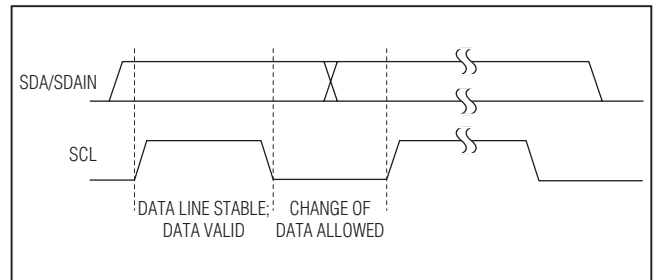 SDA/SDAIN
SCL
DATA LINE STABLE;
DATA VALID
CHANGE OF
DATA ALLOWED